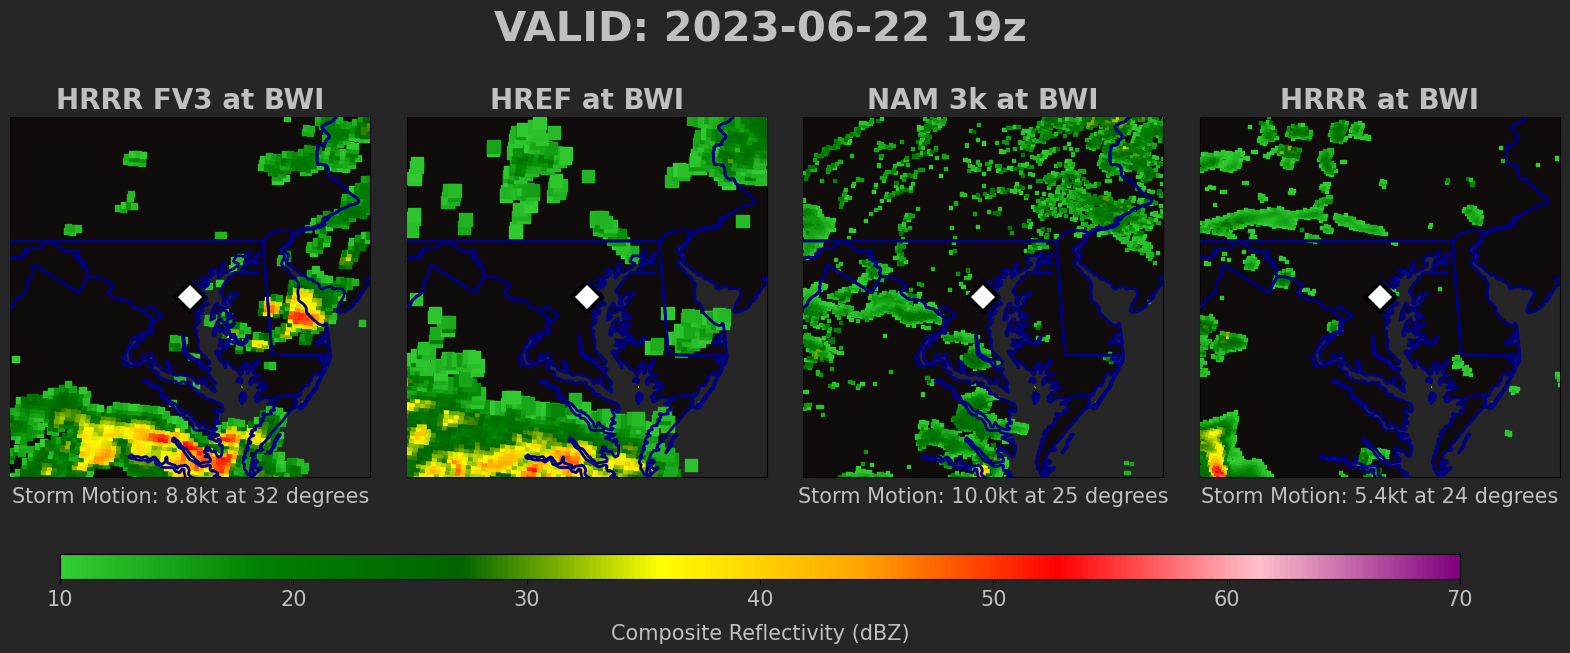 VALID: 2023-06-22 19z
HRRR FV3 at BWI
HREF at BWI
NAM 3k at BWI
HRRR at BWI
Storm Motion: 8.8kt at 32 degrees
Storm Motion: 10.0kt at 25 degrees
Storm Motion: 5.4kt at 24 degrees
10 20 30 40 50 60 70
Composite Reflectivity (dBZ)